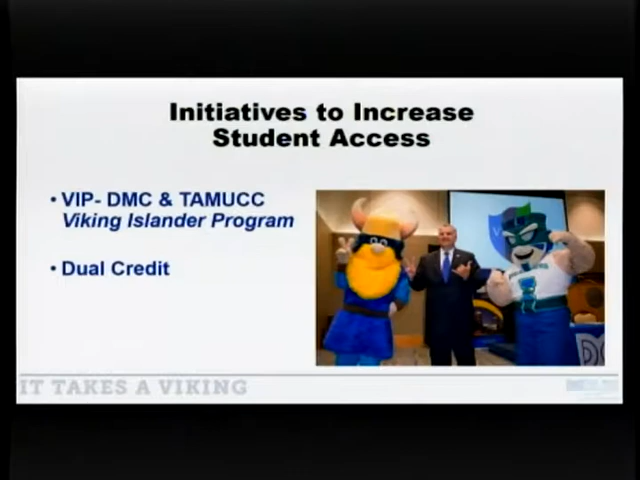 Initiatives to Increase
Student Access
• VIP- DMC & TAMUCC
Viking Islander Program
• Dual Credit
IT TAKES A VIKING